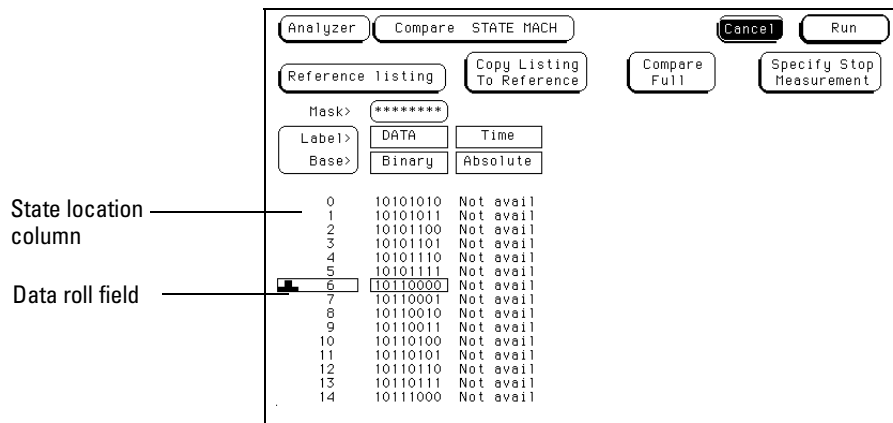 Analyzer Compare STATE MACH Cancel Run
Reference listing Copy Listing To Reference Compare Full Specify Stop Measurement
Mask> ********
Label> DATA Time
Base> Binary Absolute
State location column
0 10101010 Not avail
1 10101011 Not avail
2 10101100 Not avail
3 10101101 Not avail
4 10101110 Not avail
5 10101111 Not avail
Data roll field
6 10110000 Not avail
7 10110001 Not avail
8 10110010 Not avail
9 10110011 Not avail
10 10110100 Not avail
11 10110101 Not avail
12 10110110 Not avail
13 10110111 Not avail
14 10111000 Not avail